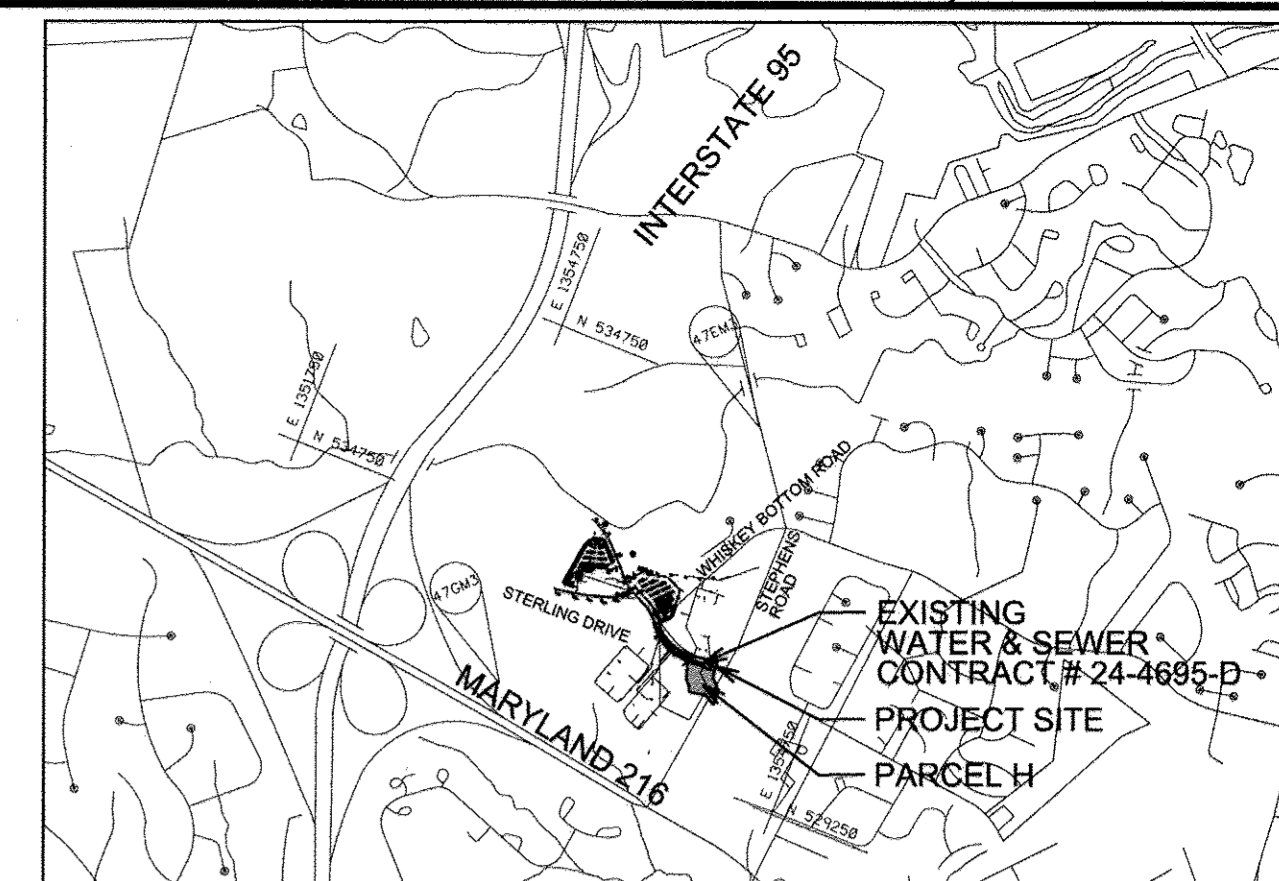 INTERSTATE 95
E 1354750
N 534750
47EM3
E 1351750
N 534750
WHISKEY BOTTOM ROAD
STEPHENS
ROAD
47GM3
STERLING DRIVE
EXISTING
WATER & SEWER
CONTRACT # 24-4695-D
MARYLAND 216
PROJECT SITE
PARCEL H
N 529250